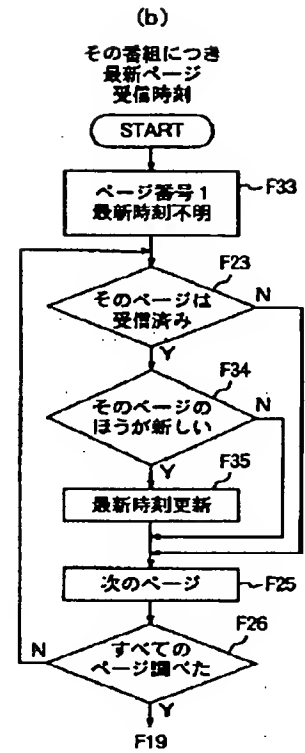 (b)
その番組につき
最新ページ
受信時刻
START
ページ番号1
最新時刻不明
F33
F23
そのページは
受信済み
N
Y
F34
そのページの
ほうが新しい
N
Y
F35
最新時刻更新
次のページ
F25
F26
N
すべての
ページ調べた
Y
F19